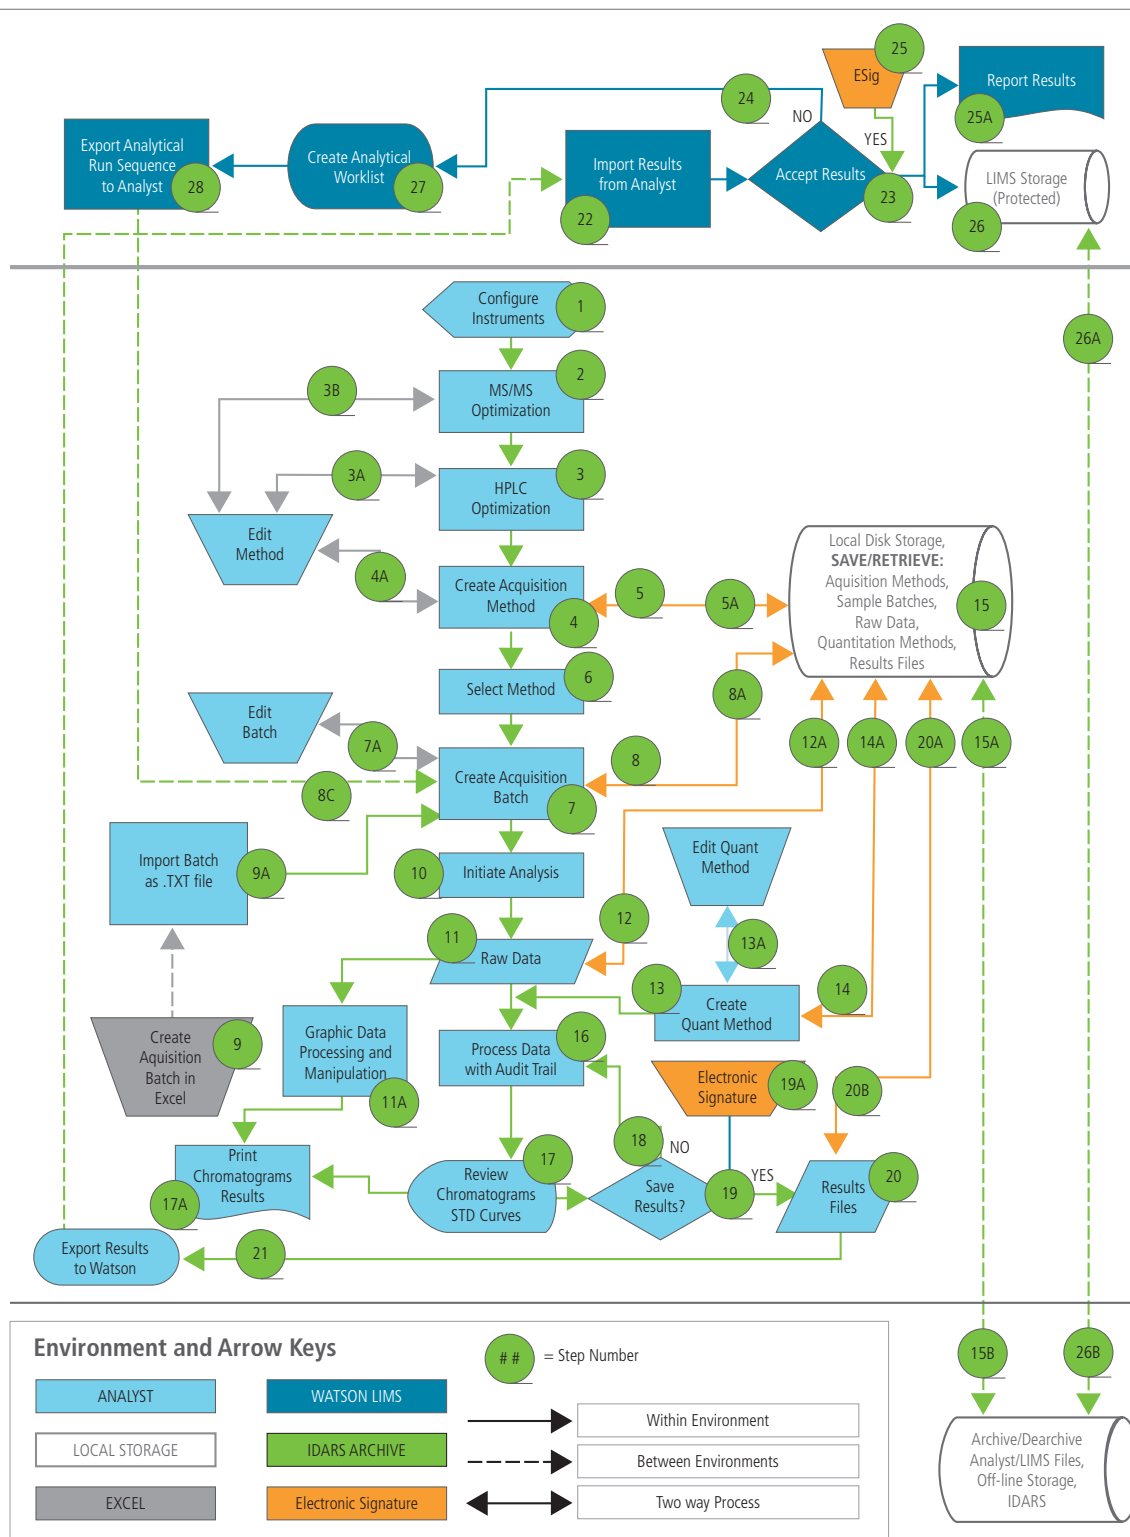 25
ESig
Report Results
24
NO
25A
YES
Export Analytical
Run Sequence
to Analyst
28
Create Analytical
Worklist
27
Import Results
from Analyst
22
Accept Results
23
LIMS Storage
(Protected)
26
Configure
Instruments
1
26A
2
MS/MS
Optimization
3B
3
HPLC
Optimization
3A
Edit
Method
4A
Create Acquisition
Method
4
5
5A
Local Disk Storage,
SAVE/RETRIEVE:
Aquisition Methods,
Sample Batches,
Raw Data,
Quantitation Methods,
Results Files
15
Select Method
6
8A
Edit
Batch
7A
8
12A
14A
20A
15A
Create Acquisition
Batch
7
8C
Import Batch
as .TXT file
9A
10
Initiate Analysis
Edit Quant
Method
12
11
Raw Data
13A
13
Create
Quant Method
14
Create
Aquisition
Batch in
Excel
9
Graphic Data
Processing and
Manipulation
11A
Process Data
with Audit Trail
16
Electronic
Signature
19A
20B
18
NO
Print
Chromatograms
Results
17A
Review
Chromatograms
STD Curves
17
Save
Results?
19
YES
Results
Files
20
Export Results
to Watson
21
Environment and Arrow Keys
# #
= Step Number
15B
26B
ANALYST
WATSON LIMS
Within Environment
LOCAL STORAGE
IDARS ARCHIVE
Between Environments
EXCEL
Electronic Signature
Two way Process
Archive/Dearchive
Analyst/LIMS Files,
Off-line Storage,
IDARS